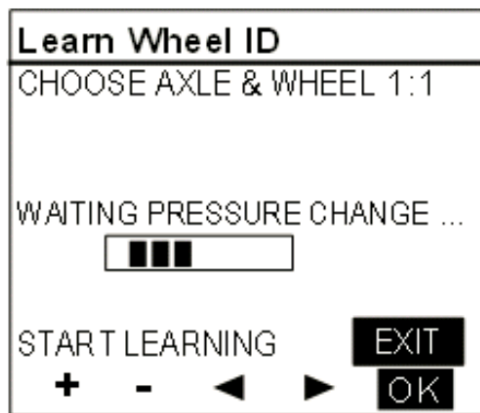 Learn Wheel ID
CHOOSE AXLE & WHEEL 1:1
WAITING PRESSURE CHANGE ...
START LEARNING EXIT
+ - ◀ ▶ OK